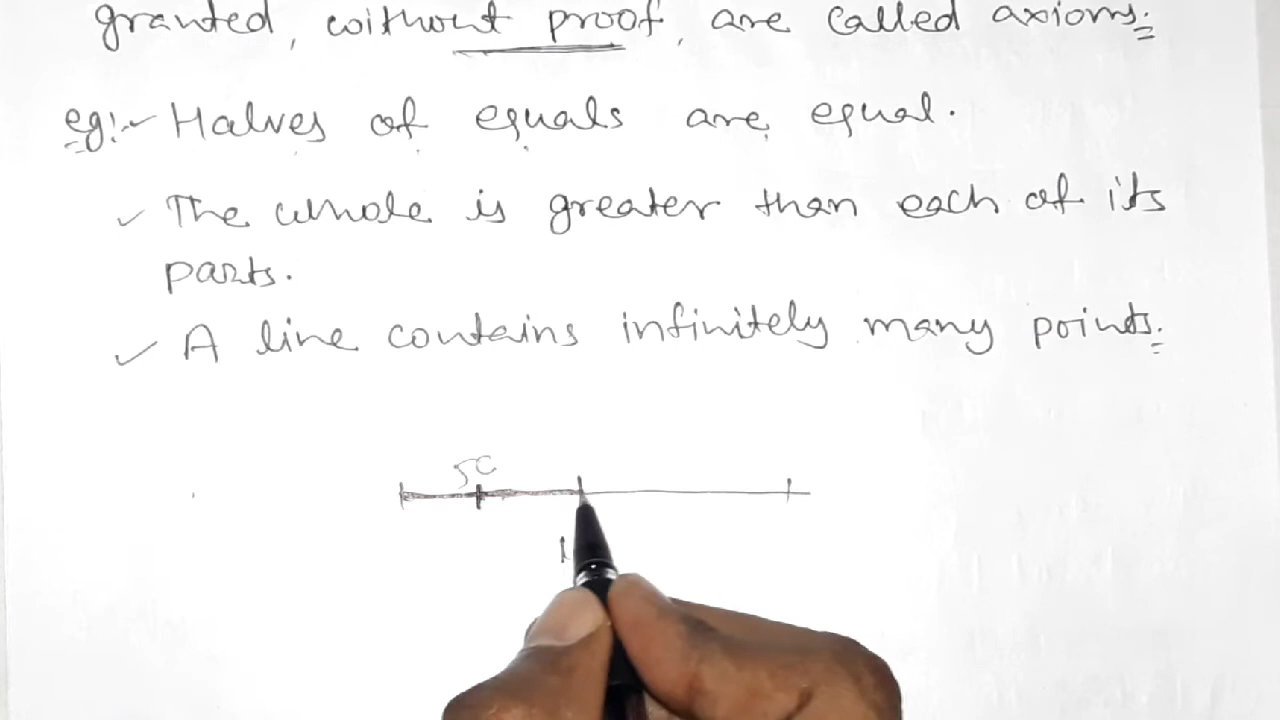 granted, without proof, are called axioms.
eg:- Halves of equals are equal.
✓ The whole is greater than each of its
parts.
✓ A line contains infinitely many points.
5C